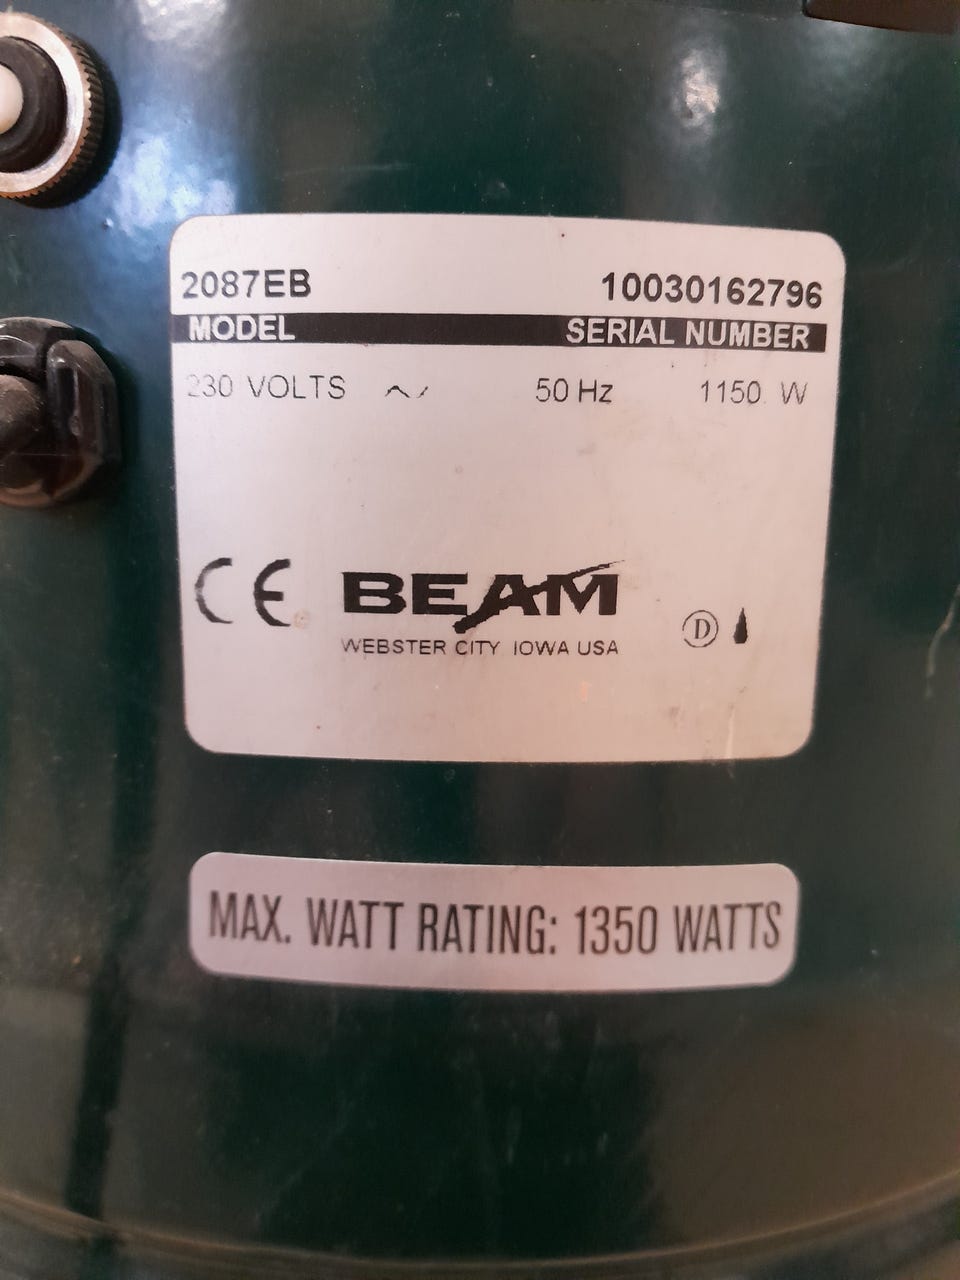 2087EB 10030162796
MODEL SERIAL NUMBER
230 VOLTS 50 Hz 1150 W
CE BEAM
WEBSTER CITY IOWA USA D
MAX. WATT RATING: 1350 WATTS